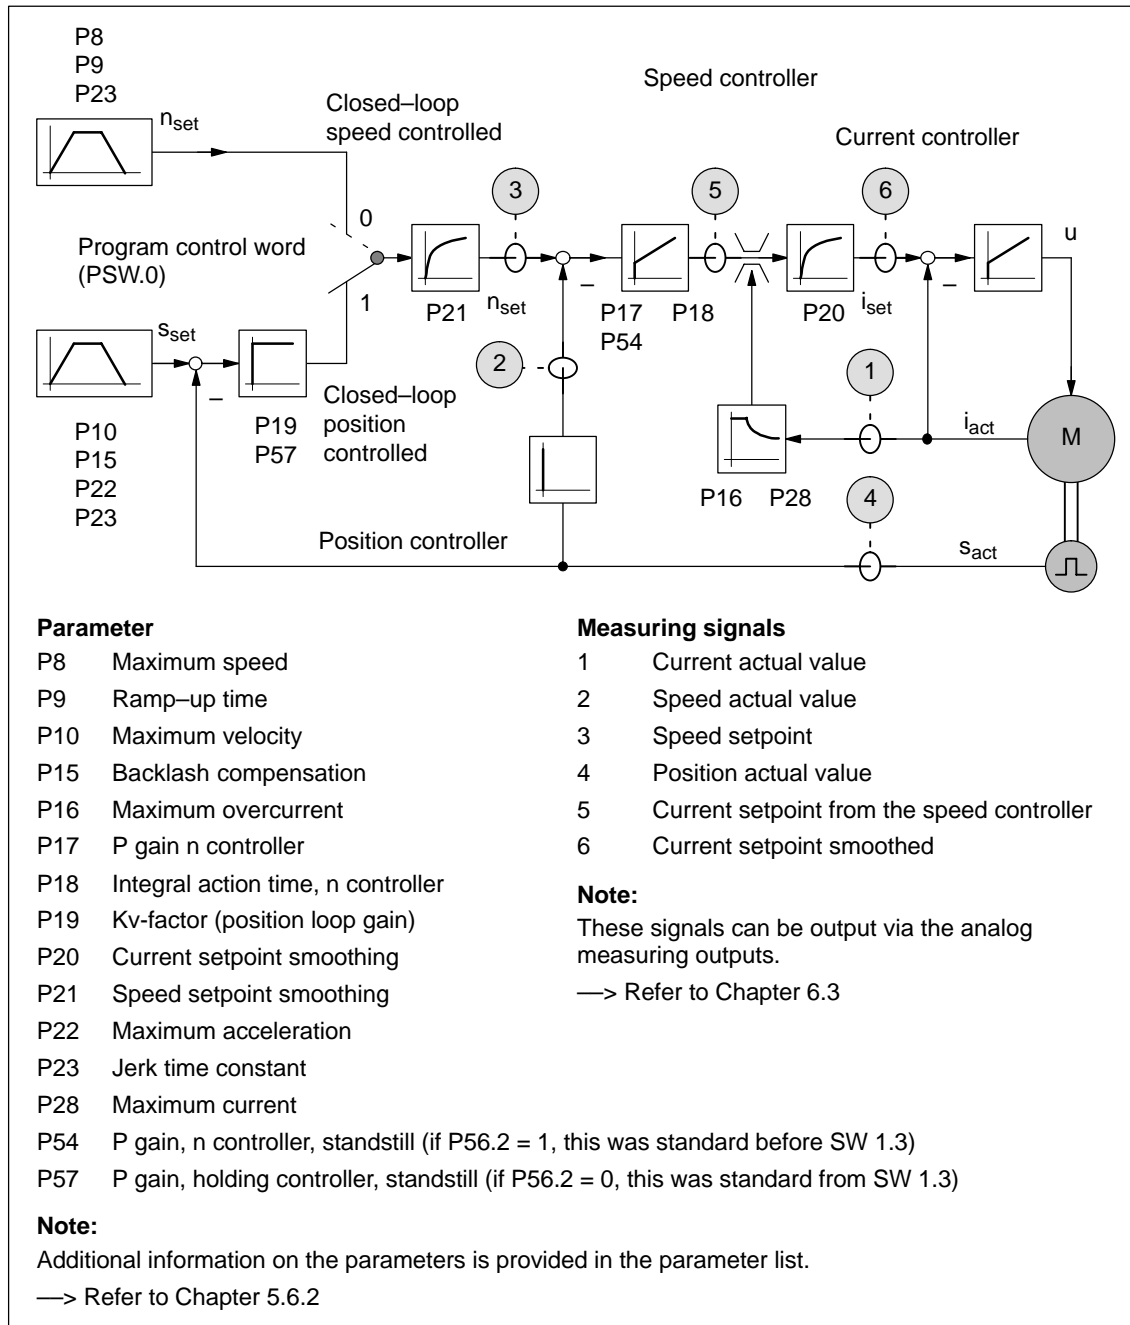 P8
P9
P23
n_set
Closed–loop
speed controlled
Speed controller
Current controller
3
5
6
0
Program control word
(PSW.0)
1
u
P21
n_set
–
P17
P54
P18
P20
i_set
–
s_set
2
1
–
Closed–loop
position
controlled
P19
P57
P10
P15
P22
P23
i_act
M
P16
P28
4
Position controller
s_act
Parameter
P8 Maximum speed
P9 Ramp–up time
P10 Maximum velocity
P15 Backlash compensation
P16 Maximum overcurrent
P17 P gain n controller
P18 Integral action time, n controller
P19 Kv-factor (position loop gain)
P20 Current setpoint smoothing
P21 Speed setpoint smoothing
P22 Maximum acceleration
P23 Jerk time constant
P28 Maximum current
P54 P gain, n controller, standstill (if P56.2 = 1, this was standard before SW 1.3)
P57 P gain, holding controller, standstill (if P56.2 = 0, this was standard from SW 1.3)
Measuring signals
1 Current actual value
2 Speed actual value
3 Speed setpoint
4 Position actual value
5 Current setpoint from the speed controller
6 Current setpoint smoothed
Note:
These signals can be output via the analog
measuring outputs.
—> Refer to Chapter 6.3
Note:
Additional information on the parameters is provided in the parameter list.
—> Refer to Chapter 5.6.2